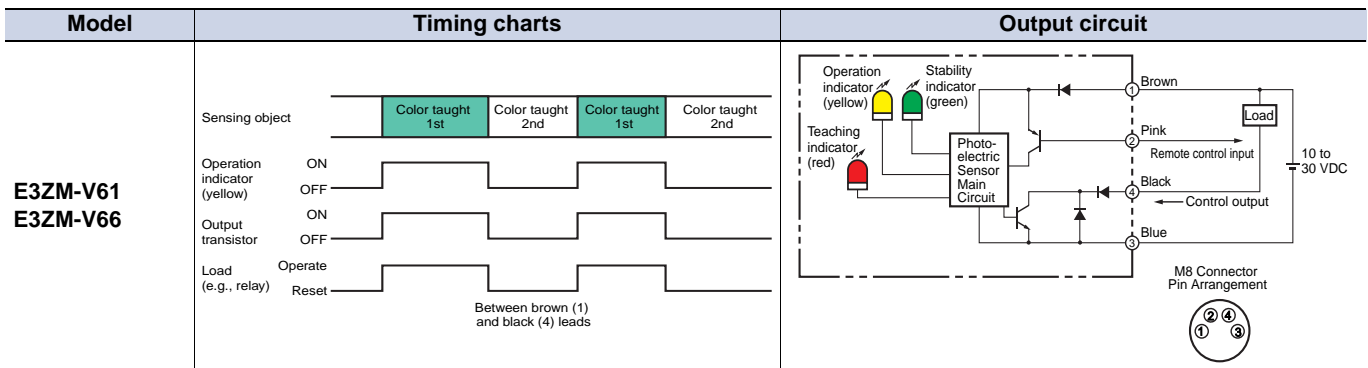 Model
Timing charts
Output circuit
E3ZM-V61
E3ZM-V66
Sensing object
Color taught
1st
Color taught
2nd
Color taught
1st
Color taught
2nd
Operation
indicator
(yellow)
ON
OFF
Output
transistor
ON
OFF
Load
(e.g., relay)
Operate
Reset
Between brown (1)
and black (4) leads
Operation
indicator
(yellow)
Stability
indicator
(green)
Teaching
indicator
(red)
Photo-
electric
Sensor
Main
Circuit
1
Brown
Load
2
Pink
Remote control input
10 to
30 VDC
4
Black
Control output
3
Blue
M8 Connector
Pin Arrangement
2 4
1 3